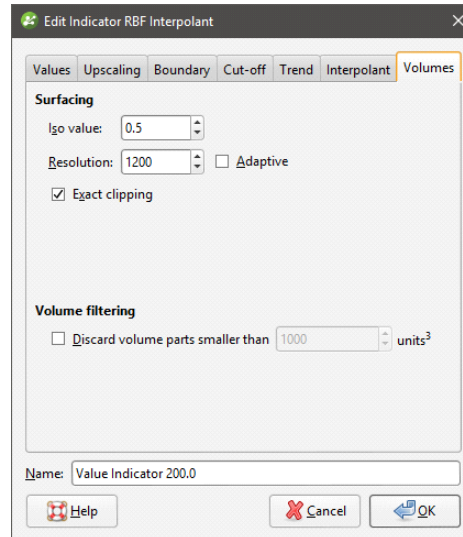 Edit Indicator RBF Interpolant
Values Upscaling Boundary Cut-off Trend Interpolant Volumes
Surfacing
Iso value: 0.5
Resolution: 1200 Adaptive
Exact clipping
Volume filtering
Discard volume parts smaller than 1000 units³
Name: Value Indicator 200.0
Help Cancel OK